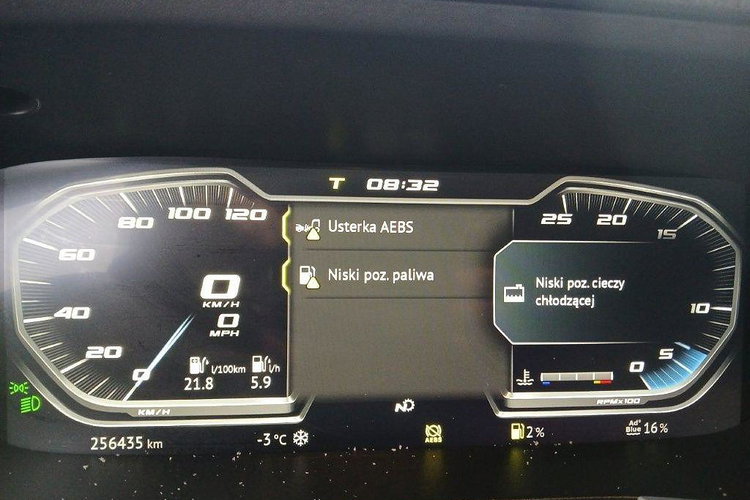 T 08:32
80 100 120
60
40
20
0
0
KM/H
0
MPH
l/100km
21.8
l/h
5.9
KM/H
Usterka AEBS
Niski poz. paliwa
25 20
15
10
5
0
RPMx100
Niski poz. cieczy
chłodzącej
256435 km
-3°C
N
AEBS
2%
Ad°
Blue 16%